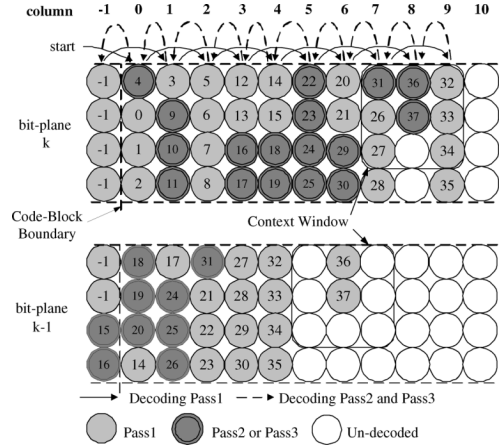 column -1 0 1 2 3 4 5 6 7 8 9 10
start
-1 4 3 5 12 14 22 20 31 36 32
-1 0 9 6 13 15 23 21 26 37 33
bit-plane
k
-1 1 10 7 16 18 24 29 27 34
-1 2 11 8 17 19 25 30 28 35
Code-Block
Boundary
Context Window
-1 18 17 31 27 32 36
-1 19 24 21 28 33 37
bit-plane
k-1
15 20 25 22 29 34
16 14 26 23 30 35
Decoding Pass1 Decoding Pass2 and Pass3
Pass1 Pass2 or Pass3 Un-decoded